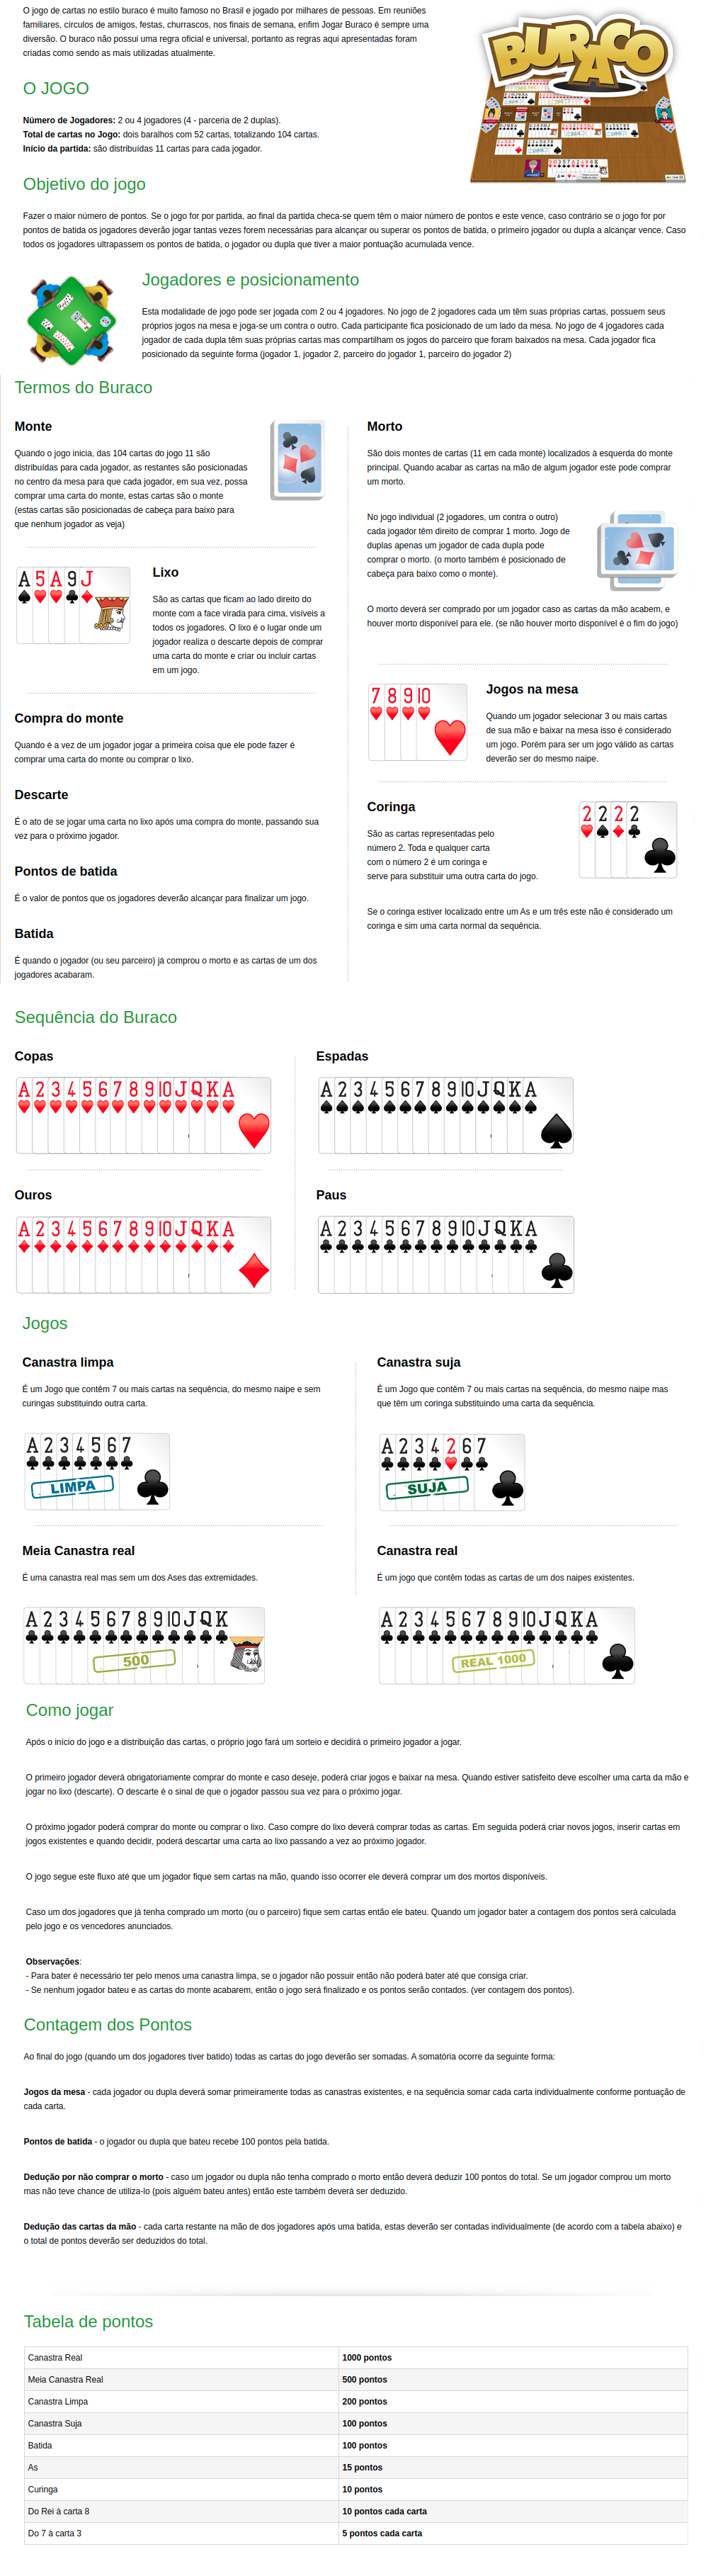 O jogo de cartas no estilo buraco é muito famoso no Brasil e jogado por milhares de pessoas. Em reuniões
familiares, círculos de amigos, festas, churrascos, nos finais de semana, enfim Jogar Buraco é sempre uma
diversão. O buraco não possui uma regra oficial e universal, portanto as regras aqui apresentadas foram
criadas como sendo as mais utilizadas atualmente.
BURACO
O JOGO
Número de Jogadores: 2 ou 4 jogadores (4 - parceria de 2 duplas).
Total de cartas no Jogo: dois baralhos com 52 cartas, totalizando 104 cartas.
Início da partida: são distribuídas 11 cartas para cada jogador.
Objetivo do jogo
Fazer o maior número de pontos. Se o jogo for por partida, ao final da partida checa-se quem têm o maior número de pontos e este vence, caso contrário se o jogo for por
pontos de batida os jogadores deverão jogar tantas vezes forem necessárias para alcançar ou superar os pontos de batida, o primeiro jogador ou dupla a alcançar vence. Caso
todos os jogadores ultrapassem os pontos de batida, o jogador ou dupla que tiver a maior pontuação acumulada vence.
Jogadores e posicionamento
Esta modalidade de jogo pode ser jogada com 2 ou 4 jogadores. No jogo de 2 jogadores cada um têm suas próprias cartas, possuem seus
próprios jogos na mesa e joga-se um contra o outro. Cada participante fica posicionado de um lado da mesa. No jogo de 4 jogadores cada
jogador de cada dupla têm suas próprias cartas mas compartilham os jogos do parceiro que foram baixados na mesa. Cada jogador fica
posicionado da seguinte forma (jogador 1, jogador 2, parceiro do jogador 1, parceiro do jogador 2)
Termos do Buraco
Monte
Quando o jogo inicia, das 104 cartas do jogo 11 são
distribuídas para cada jogador, as restantes são posicionadas
no centro da mesa para que cada jogador, em sua vez, possa
comprar uma carta do monte, estas cartas são o monte
(estas cartas são posicionadas de cabeça para baixo para
que nenhum jogador as veja)
A 5 A 9 J
Lixo
São as cartas que ficam ao lado direito do
monte com a face virada para cima, visíveis a
todos os jogadores. O lixo é o lugar onde um
jogador realiza o descarte depois de comprar
uma carta do monte e criar ou incluir cartas
em um jogo.
Compra do monte
Quando é a vez de um jogador jogar a primeira coisa que ele pode fazer é
comprar uma carta do monte ou comprar o lixo.
Descarte
É o ato de se jogar uma carta no lixo após uma compra do monte, passando sua
vez para o próximo jogador.
Pontos de batida
É o valor de pontos que os jogadores deverão alcançar para finalizar um jogo.
Batida
É quando o jogador (ou seu parceiro) já comprou o morto e as cartas de um dos
jogadores acabaram.
Morto
São dois montes de cartas (11 em cada monte) localizados à esquerda do monte
principal. Quando acabar as cartas na mão de algum jogador este pode comprar
um morto.
No jogo individual (2 jogadores, um contra o outro)
cada jogador têm direito de comprar 1 morto. Jogo de
duplas apenas um jogador de cada dupla pode
comprar o morto. (o morto também é posicionado de
cabeça para baixo como o monte).
O morto deverá ser comprado por um jogador caso as cartas da mão acabem, e
houver morto disponível para ele. (se não houver morto disponível é o fim do jogo)
7 8 9 10
Jogos na mesa
Quando um jogador selecionar 3 ou mais cartas
de sua mão e baixar na mesa isso é considerado
um jogo. Porém para ser um jogo válido as cartas
deverão ser do mesmo naipe.
Coringa
São as cartas representadas pelo
número 2. Toda e qualquer carta
com o número 2 é um coringa e
serve para substituir uma outra carta do jogo.
2 2 2 2
Se o coringa estiver localizado entre um As e um três este não é considerado um
coringa e sim uma carta normal da sequência.
Sequência do Buraco
Copas
A 2 3 4 5 6 7 8 9 10 J Q K A
Espadas
A 2 3 4 5 6 7 8 9 10 J Q K A
Ouros
A 2 3 4 5 6 7 8 9 10 J Q K A
Paus
A 2 3 4 5 6 7 8 9 10 J Q K A
Jogos
Canastra limpa
É um Jogo que contêm 7 ou mais cartas na sequência, do mesmo naipe e sem
curingas substituindo outra carta.
A 2 3 4 5 6 7
LIMPA
Canastra suja
É um Jogo que contêm 7 ou mais cartas na sequência, do mesmo naipe mas
que têm um coringa substituindo uma carta da sequência.
A 2 3 4 2 6 7
SUJA
Meia Canastra real
É uma canastra real mas sem um dos Ases das extremidades.
A 2 3 4 5 6 7 8 9 10 J Q K
500
Canastra real
É um jogo que contêm todas as cartas de um dos naipes existentes.
A 2 3 4 5 6 7 8 9 10 J Q K A
REAL 1000
Como jogar
Após o início do jogo e a distribuição das cartas, o próprio jogo fará um sorteio e decidirá o primeiro jogador a jogar.
O primeiro jogador deverá obrigatoriamente comprar do monte e caso deseje, poderá criar jogos e baixar na mesa. Quando estiver satisfeito deve escolher uma carta da mão e
jogar no lixo (descarte). O descarte é o sinal de que o jogador passou sua vez para o próximo jogar.
O próximo jogador poderá comprar do monte ou comprar o lixo. Caso compre do lixo deverá comprar todas as cartas. Em seguida poderá criar novos jogos, inserir cartas em
jogos existentes e quando decidir, poderá descartar uma carta ao lixo passando a vez ao próximo jogador.
O jogo segue este fluxo até que um jogador fique sem cartas na mão, quando isso ocorrer ele deverá comprar um dos mortos disponíveis.
Caso um dos jogadores que já tenha comprado um morto (ou o parceiro) fique sem cartas então ele bateu. Quando um jogador bater a contagem dos pontos será calculada
pelo jogo e os vencedores anunciados.
Observações:
- Para bater é necessário ter pelo menos uma canastra limpa, se o jogador não possuir então não poderá bater até que consiga criar.
- Se nenhum jogador bateu e as cartas do monte acabarem, então o jogo será finalizado e os pontos serão contados. (ver contagem dos pontos).
Contagem dos Pontos
Ao final do jogo (quando um dos jogadores tiver batido) todas as cartas do jogo deverão ser somadas. A somatória ocorre da seguinte forma:
Jogos da mesa - cada jogador ou dupla deverá somar primeiramente todas as canastras existentes, e na sequência somar cada carta individualmente conforme pontuação de
cada carta.
Pontos de batida - o jogador ou dupla que bateu recebe 100 pontos pela batida.
Dedução por não comprar o morto - caso um jogador ou dupla não tenha comprado o morto então deverá deduzir 100 pontos do total. Se um jogador comprou um morto
mas não teve chance de utiliza-lo (pois alguém bateu antes) então este também deverá ser deduzido.
Dedução das cartas da mão - cada carta restante na mão de dos jogadores após uma batida, estas deverão ser contadas individualmente (de acordo com a tabela abaixo) e
o total de pontos deverão ser deduzidos do total.
Tabela de pontos
Canastra Real 1000 pontos
Meia Canastra Real 500 pontos
Canastra Limpa 200 pontos
Canastra Suja 100 pontos
Batida 100 pontos
As 15 pontos
Curinga 10 pontos
Do Rei à carta 8 10 pontos cada carta
Do 7 à carta 3 5 pontos cada carta